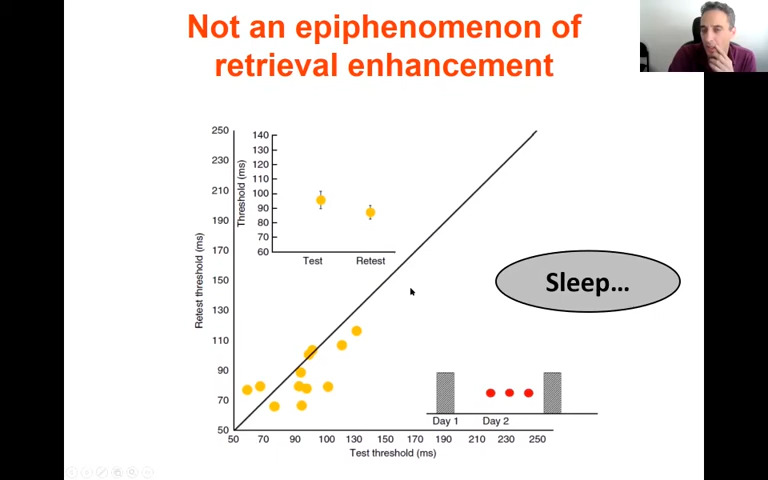 Not an epiphenomenon of
retrieval enhancement
250
230
210
190
170
150
130
110
90
70
50
Retest threshold (ms)
140
130
120
110
100
90
80
70
60
Threshold (ms)
Test Retest
Sleep...
Day 1 Day 2
50 70 90 100 130 150 170 190 210 230 250
Test threshold (ms)